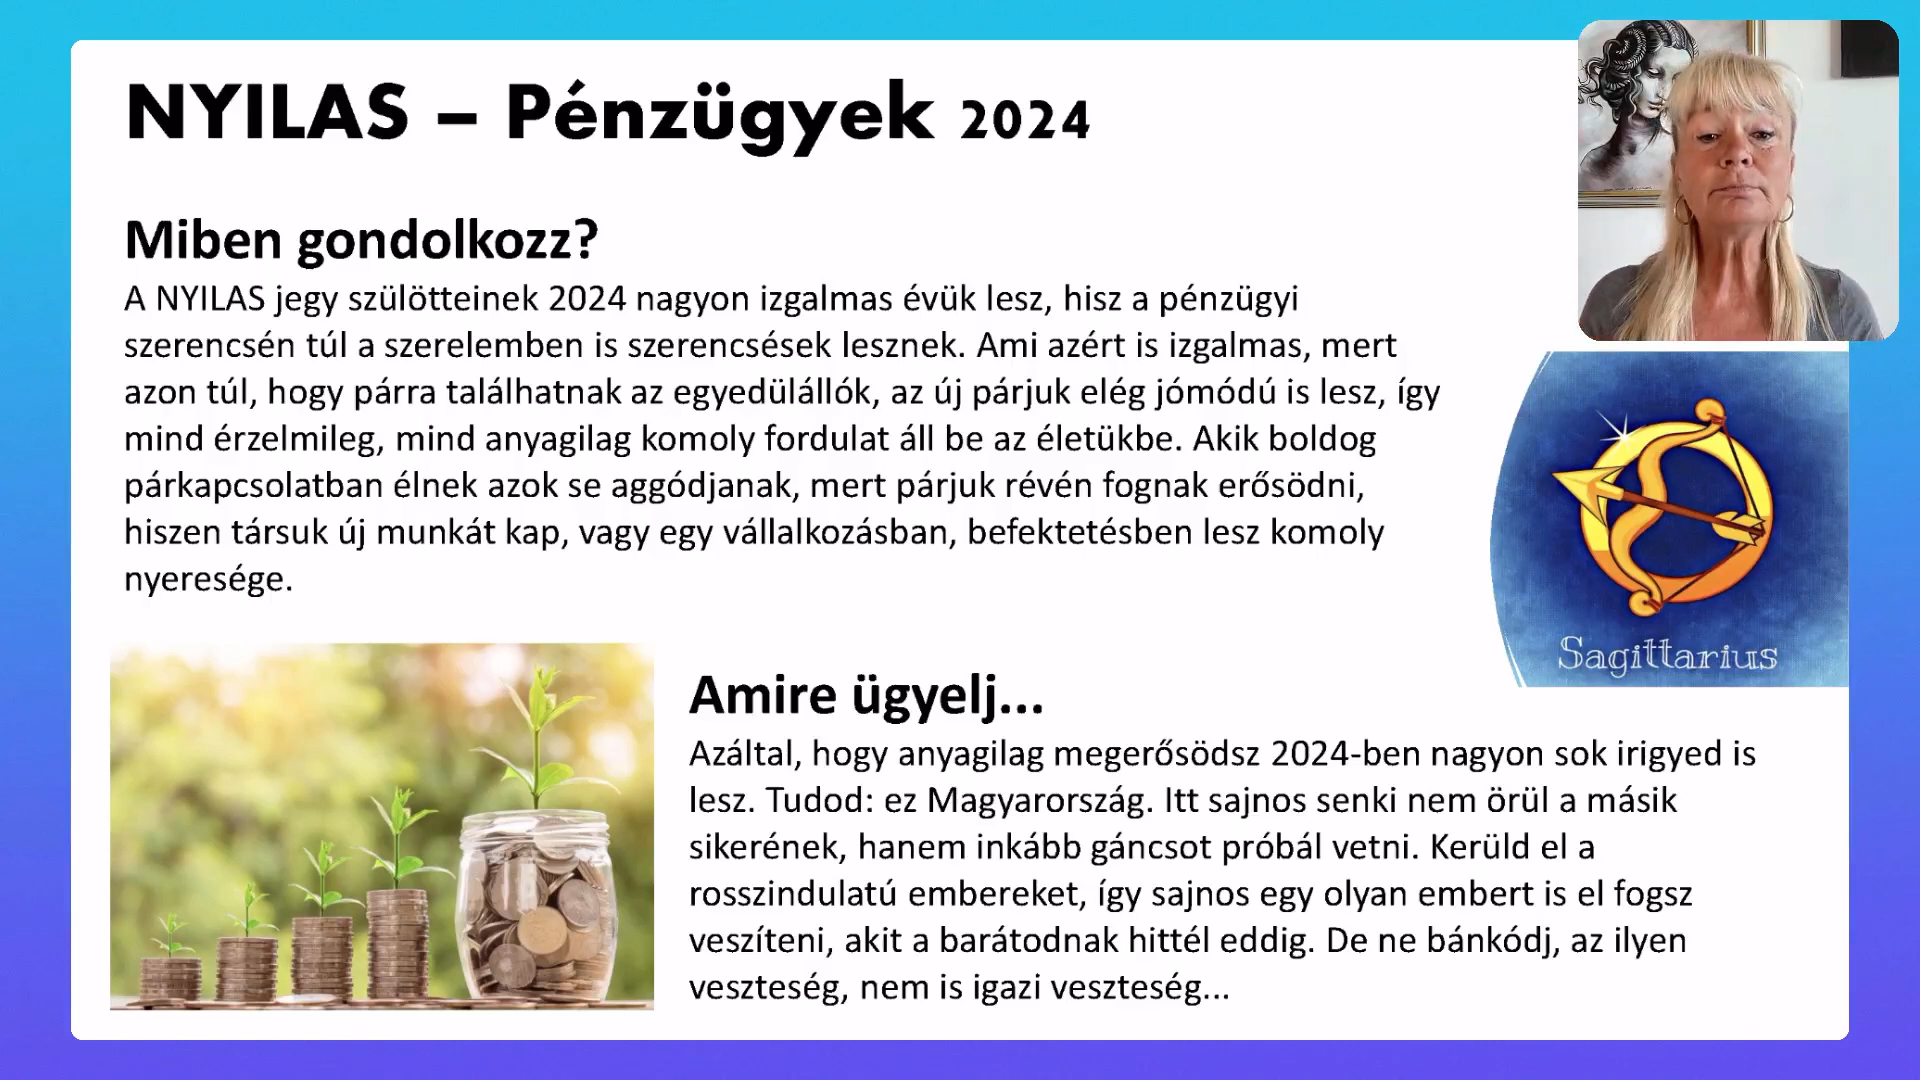 NYILAS – Pénzügyek 2024
Miben gondolkozz?
A NYILAS jegy szülötteinek 2024 nagyon izgalmas évük lesz, hisz a pénzügyi
szerencsén túl a szerelemben is szerencsések lesznek. Ami azért is izgalmas, mert
azon túl, hogy párra találhatnak az egyedülállók, az új párjuk elég jómódú is lesz, így
mind érzelmileg, mind anyagilag komoly fordulat áll be az életükbe. Akik boldog
párkapcsolatban élnek azok se aggódjanak, mert párjuk révén fognak erősödni,
hiszen társuk új munkát kap, vagy egy vállalkozásban, befektetésben lesz komoly
nyeresége.
Sagittarius
Amire ügyelj...
Azáltal, hogy anyagilag megerősödsz 2024-ben nagyon sok irigyed is
lesz. Tudod: ez Magyarország. Itt sajnos senki nem örül a másik
sikerének, hanem inkább gáncsot próbál vetni. Kerüld el a
rosszindulatú embereket, így sajnos egy olyan embert is el fogsz
veszíteni, akit a barátodnak hittél eddig. De ne bánkódj, az ilyen
veszteség, nem is igazi veszteség...